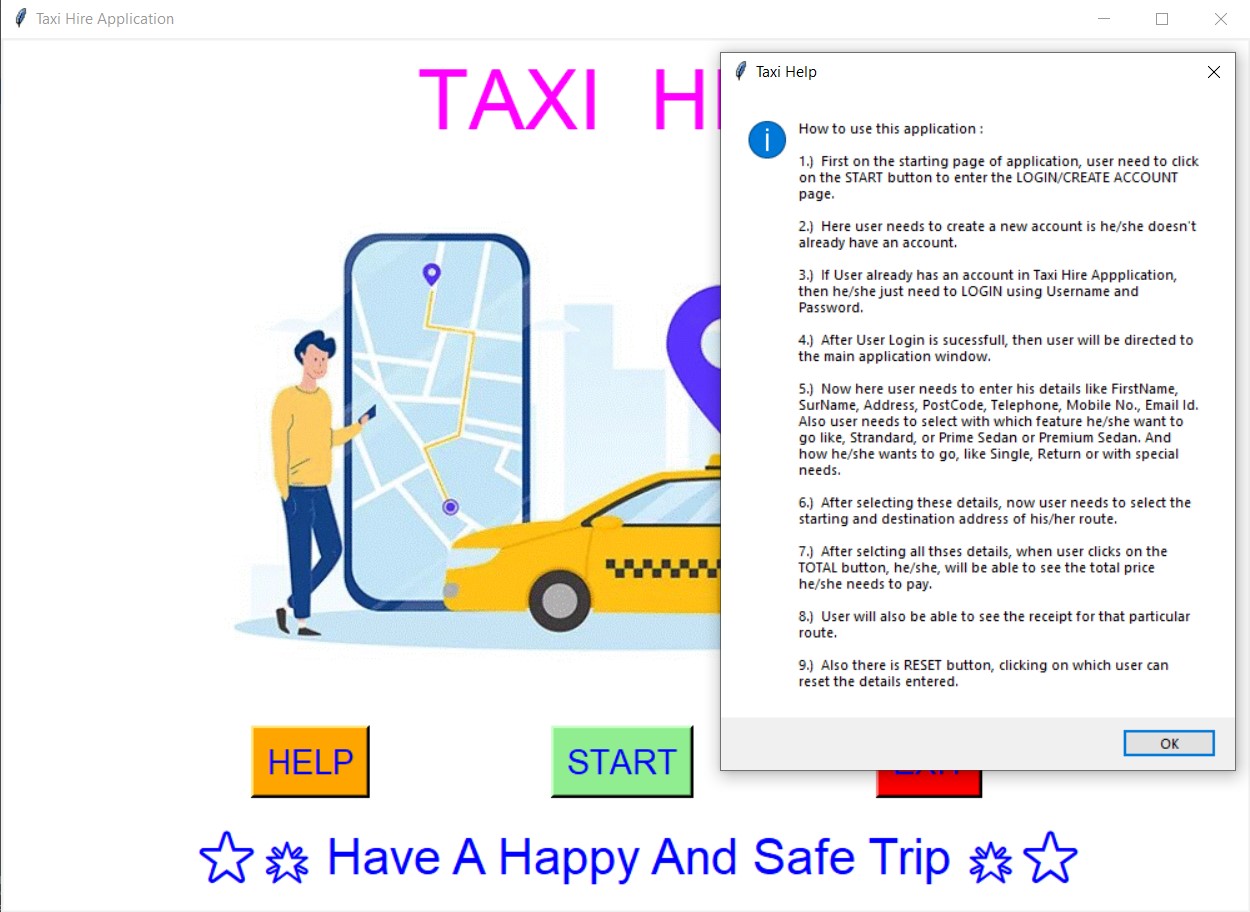 Taxi Hire Application
TAXI H
Taxi Help
How to use this application :
1.) First on the starting page of application, user need to click
on the START button to enter the LOGIN/CREATE ACCOUNT
page.
2.) Here user needs to create a new account is he/she doesn't
already have an account.
3.) If User already has an account in Taxi Hire Appplication,
then he/she just need to LOGIN using Username and
Password.
4.) After User Login is sucessfull, then user will be directed to
the main application window.
5.) Now here user needs to enter his details like FirstName,
SurName, Address, PostCode, Telephone, Mobile No., Email Id.
Also user needs to select with which feature he/she want to
go like, Strandard, or Prime Sedan or Premium Sedan. And
how he/she wants to go, like Single, Return or with special
needs.
6.) After selecting these details, now user needs to select the
starting and destination address of his/her route.
7.) After selcting all thses details, when user clicks on the
TOTAL button, he/she, will be able to see the total price
he/she needs to pay.
8.) User will also be able to see the receipt for that particular
route.
9.) Also there is RESET button, clicking on which user can
reset the details entered.
OK
HELP
START
EXIT
☆ Have A Happy And Safe Trip ☆